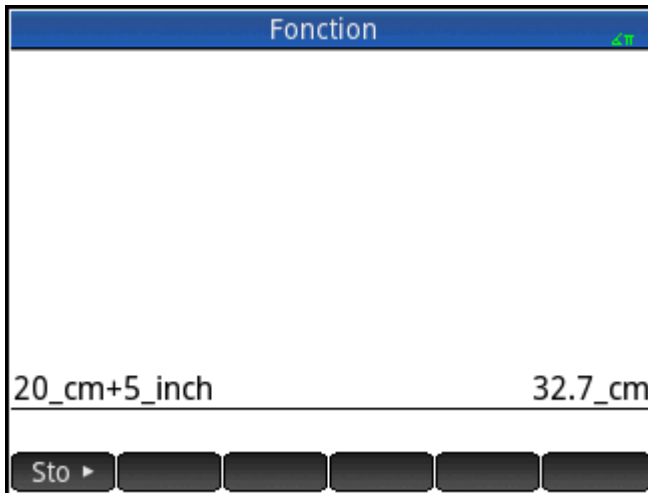 Fonction
∡π
20_cm+5_inch
32.7_cm
Sto ►